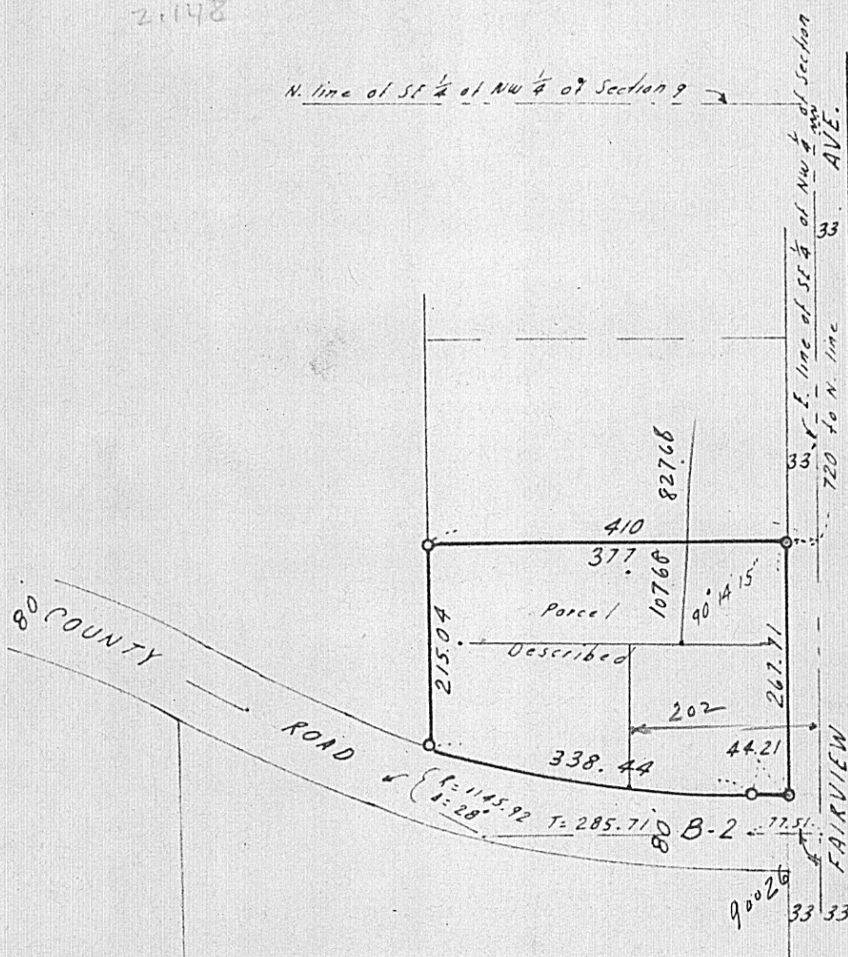 2.148
N. line of SE ¼ of NW ¼ of Section 9
E. line of SE ¼ of NW ¼ of Section
AVE.
33
33
720 to N. line
82768
410
377
10768
90° 14 15
Parcel
Described
215.04
267.71
202
44.21
338.44
80 COUNTY
ROAD
R=1145.92
Δ=28°
T=285.71
80
B-2
77.51
FAIRVIEW
90026
33
33